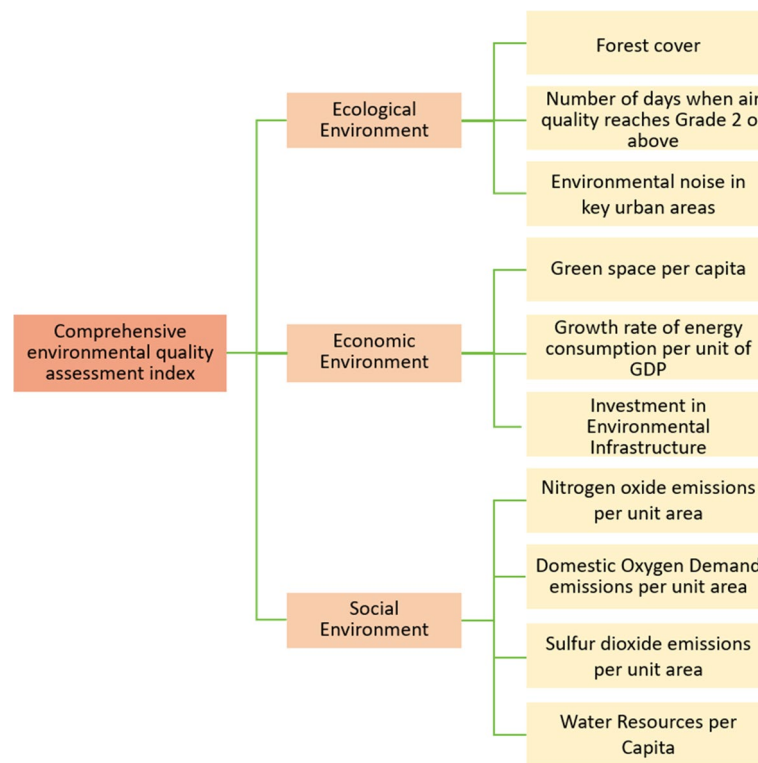 Forest cover
Ecological
Environment
Number of days when air
quality reaches Grade 2 o
above
Environmental noise in
key urban areas
Green space per capita
Comprehensive
environmental quality
assessment index
Economic
Environment
Growth rate of energy
consumption per unit of
GDP
Investment in
Environmental
Infrastructure
Nitrogen oxide emissions
per unit area
Domestic Oxygen Demand
emissions per unit area
Social
Environment
Sulfur dioxide emissions
per unit area
Water Resources per
Capita